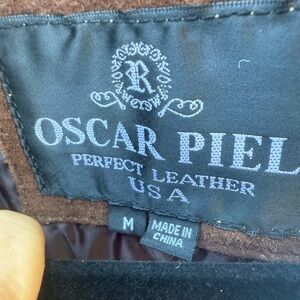 R
OSCAR PIEL
PERFECT LEATHER
USA
M
MADE IN
CHINA